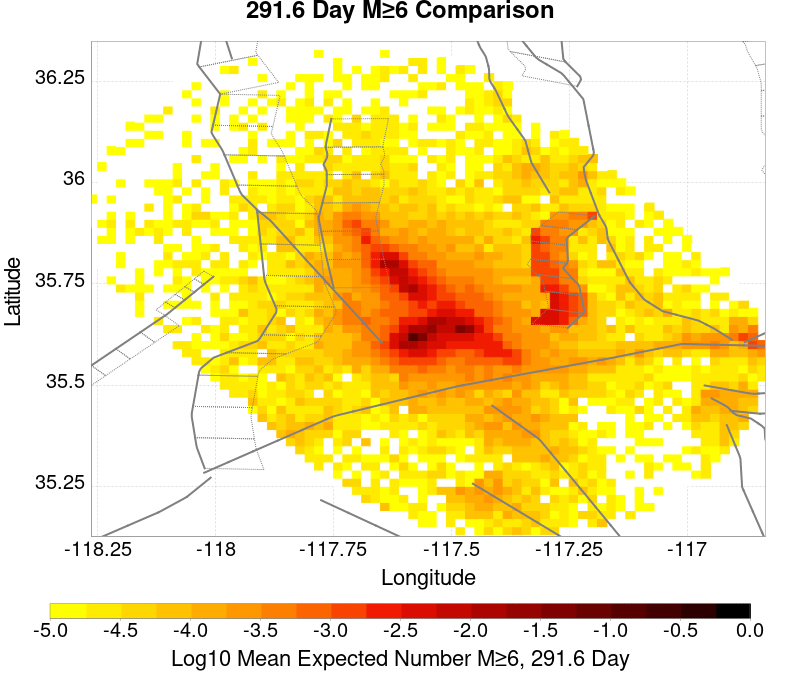 291.6 Day M≥6 Comparison
36.25
36
35.75
35.5
35.25
Latitude
-118.25 -118 -117.75 -117.5 -117.25 -117
Longitude
-5.0 -4.5 -4.0 -3.5 -3.0 -2.5 -2.0 -1.5 -1.0 -0.5 0.0
Log10 Mean Expected Number M≥6, 291.6 Day